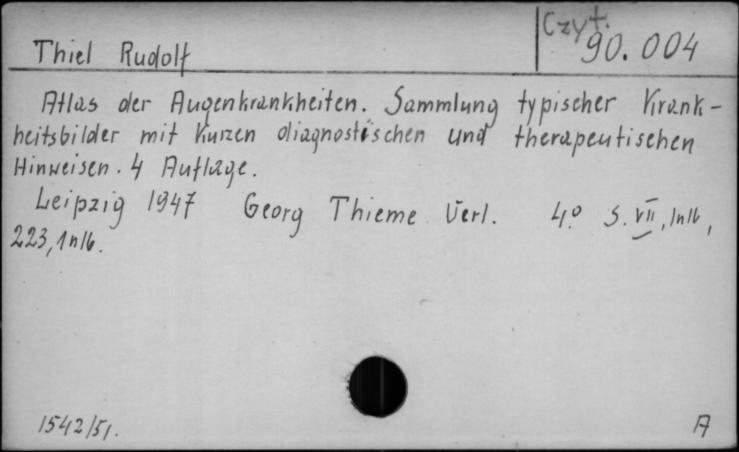 Czyt.
Thiel Rudolf 90.004
Atlas der Augenkrankheiten. Sammlung typischer Krank-
heitsbilder mit Kurzen diagnostischen und therapeutischen
Hinweisen. 4 Auflage.
Leipzig 1947 Georg Thieme Verl. 4º S. VII, 1nlb,
223, 1nlb.
1542/51.
A